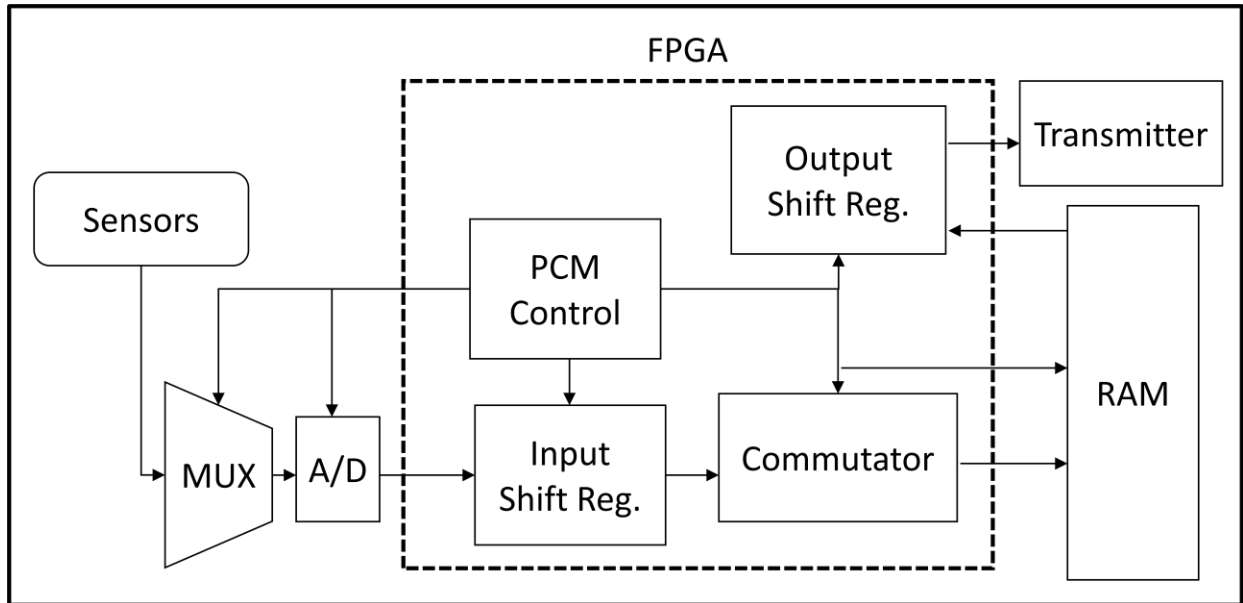 FPGA
Transmitter
Output
Shift Reg.
Sensors
PCM
Control
RAM
MUX
A/D
Input
Shift Reg.
Commutator